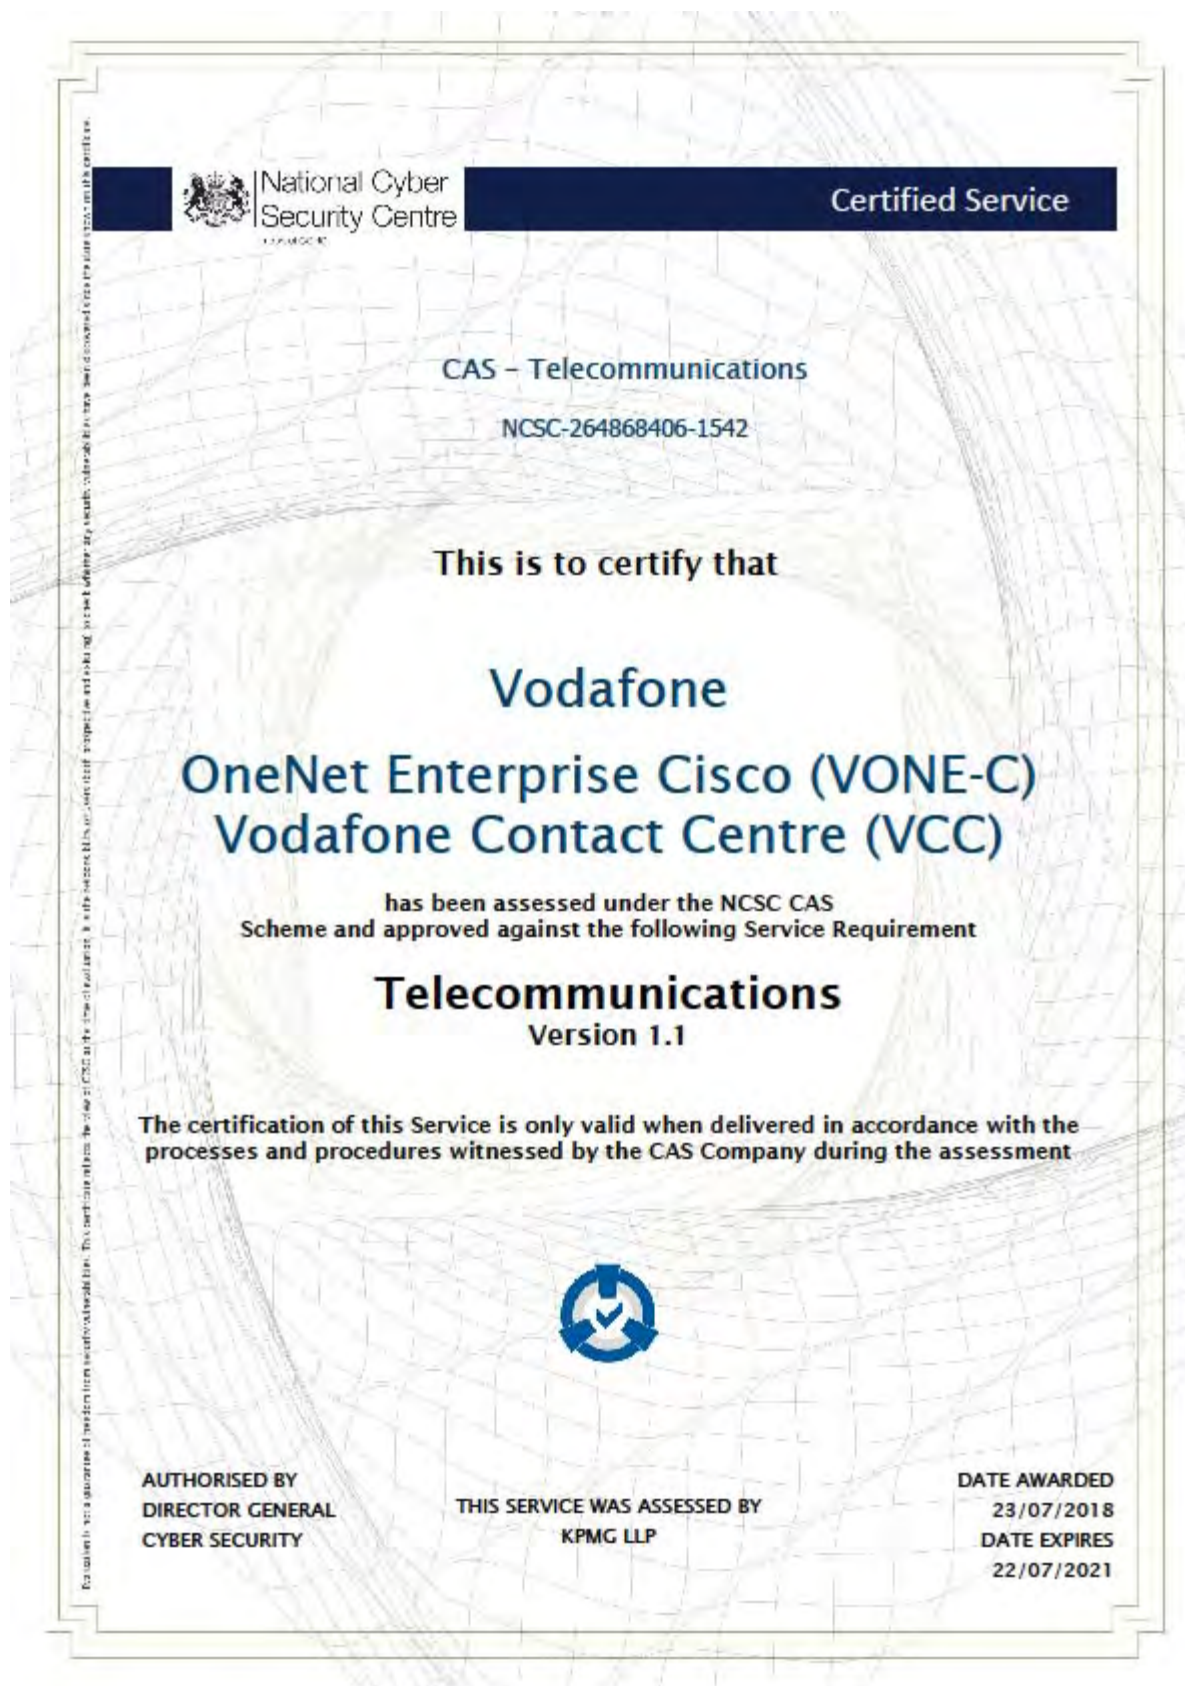 National Cyber
Security Centre
Certified Service
CAS – Telecommunications
NCSC-264868406-1542
This is to certify that
Vodafone
OneNet Enterprise Cisco (VONE-C)
Vodafone Contact Centre (VCC)
has been assessed under the NCSC CAS
Scheme and approved against the following Service Requirement
Telecommunications
Version 1.1
The certification of this Service is only valid when delivered in accordance with the
processes and procedures witnessed by the CAS Company during the assessment
AUTHORISED BY
DIRECTOR GENERAL
CYBER SECURITY
THIS SERVICE WAS ASSESSED BY
KPMG LLP
DATE AWARDED
23/07/2018
DATE EXPIRES
22/07/2021